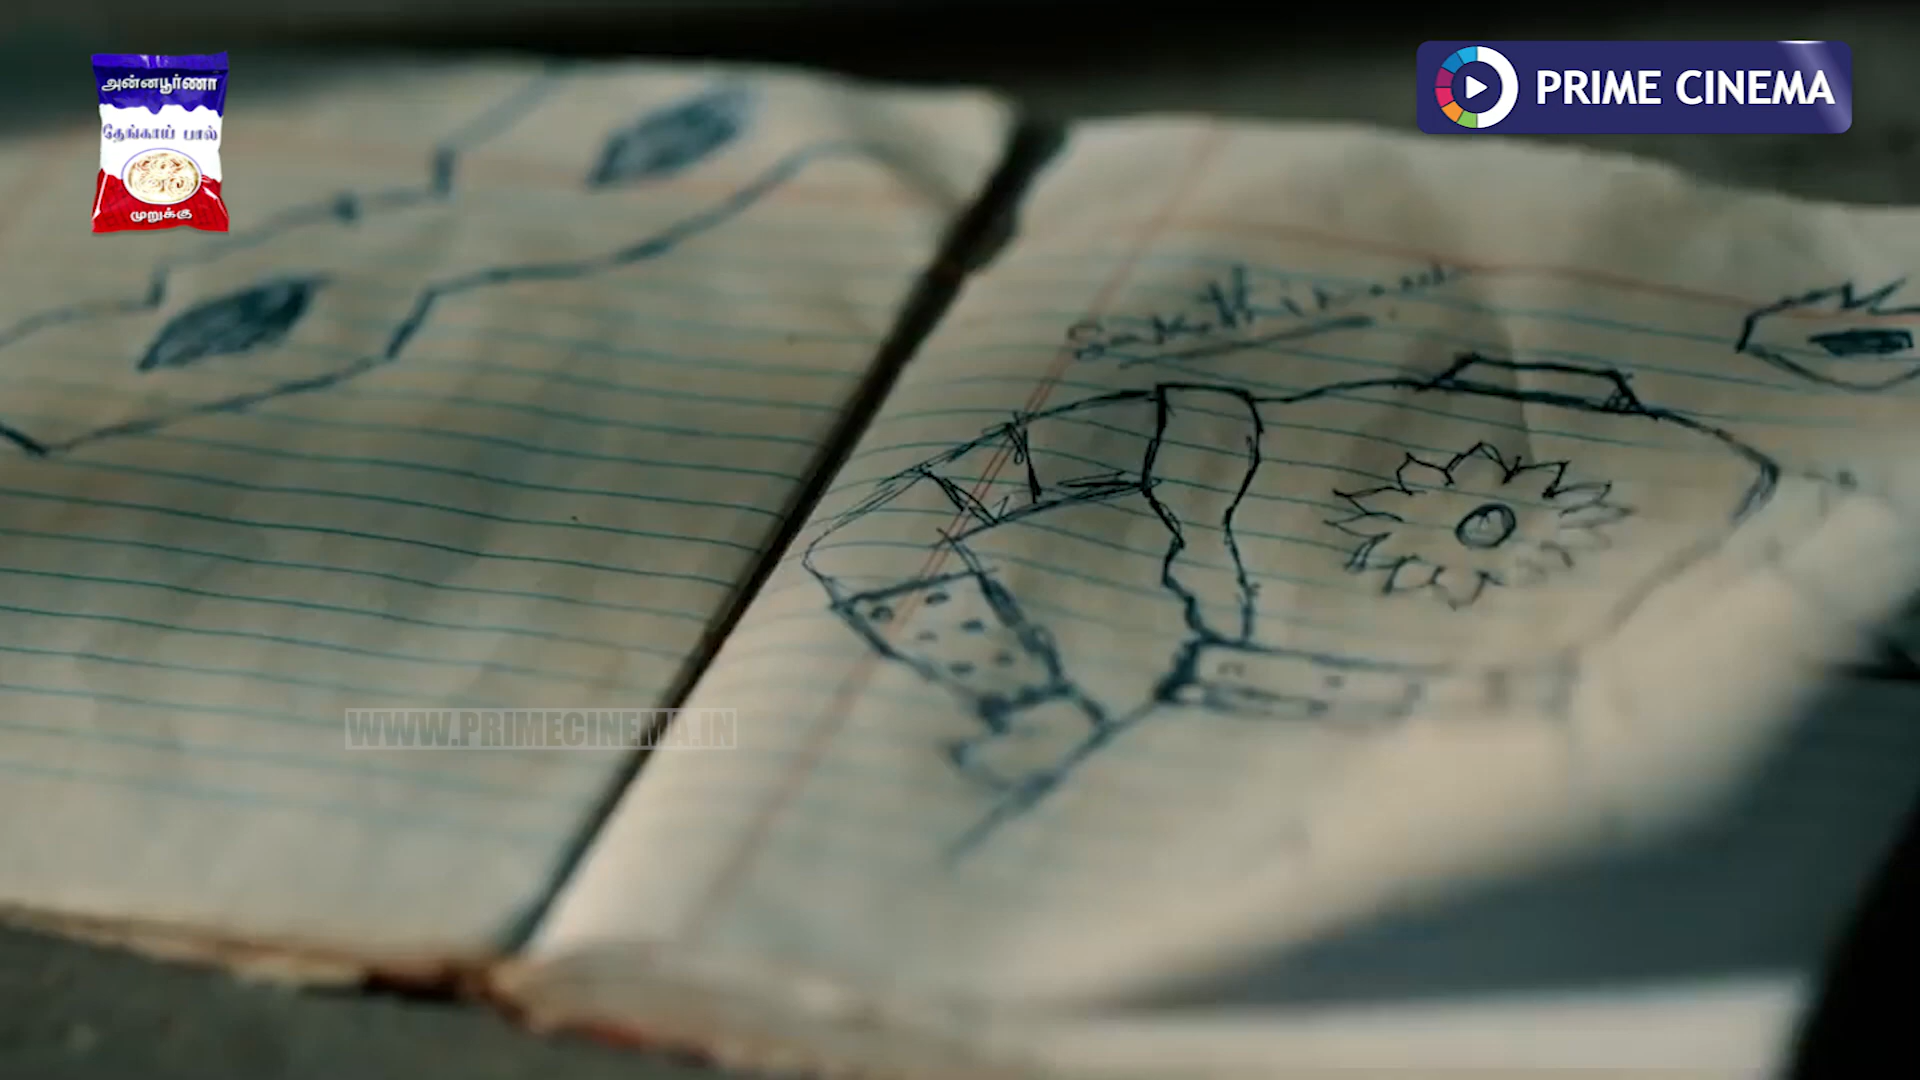 அன்னபூர்ணா
தேங்காய் பால்
முறுக்கு
PRIME CINEMA
WWW.PRIMECINEMA.IN